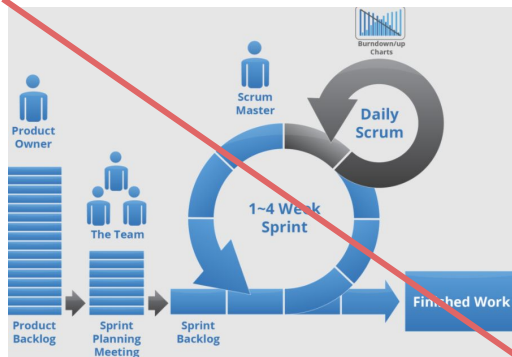 Burndown/up
Charts
Scrum
Master
Daily
Scrum
Product
Owner
The Team
1~4 Week
Sprint
Finished Work
Product
Backlog
Sprint
Planning
Meeting
Sprint
Backlog